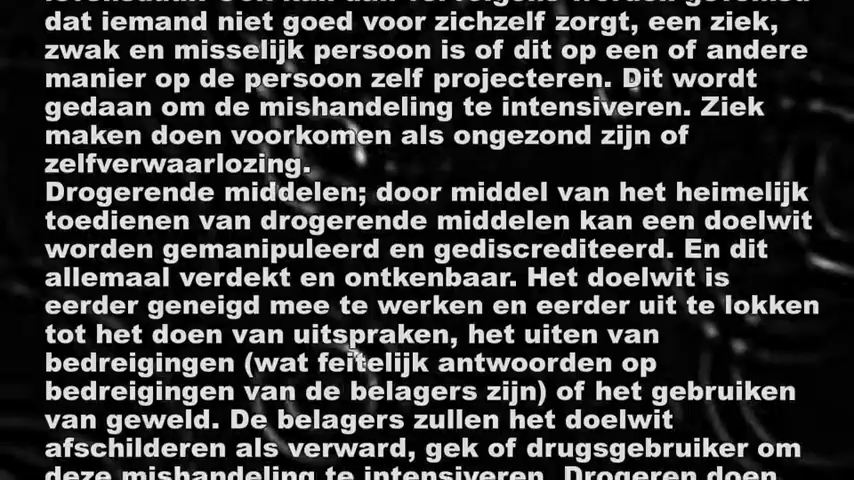 dat iemand niet goed voor zichzelf zorgt, een ziek,
zwak en misselijk persoon is of dit op een of andere
manier op de persoon zelf projecteren. Dit wordt
gedaan om de mishandeling te intensiveren. Ziek
maken doen voorkomen als ongezond zijn of
zelfverwaarlozing.
Drogerende middelen; door middel van het heimelijk
toedienen van drogerende middelen kan een doelwit
worden gemanipuleerd en gediscrediteerd. En dit
allemaal verdekt en ontkenbaar. Het doelwit is
eerder geneigd mee te werken en eerder uit te lokken
tot het doen van uitspraken, het uiten van
bedreigingen (wat feitelijk antwoorden op
bedreigingen van de belagers zijn) of het gebruiken
van geweld. De belagers zullen het doelwit
afschilderen als verward, gek of drugsgebruiker om
deze mishandeling te intensiveren. Drogeren doen